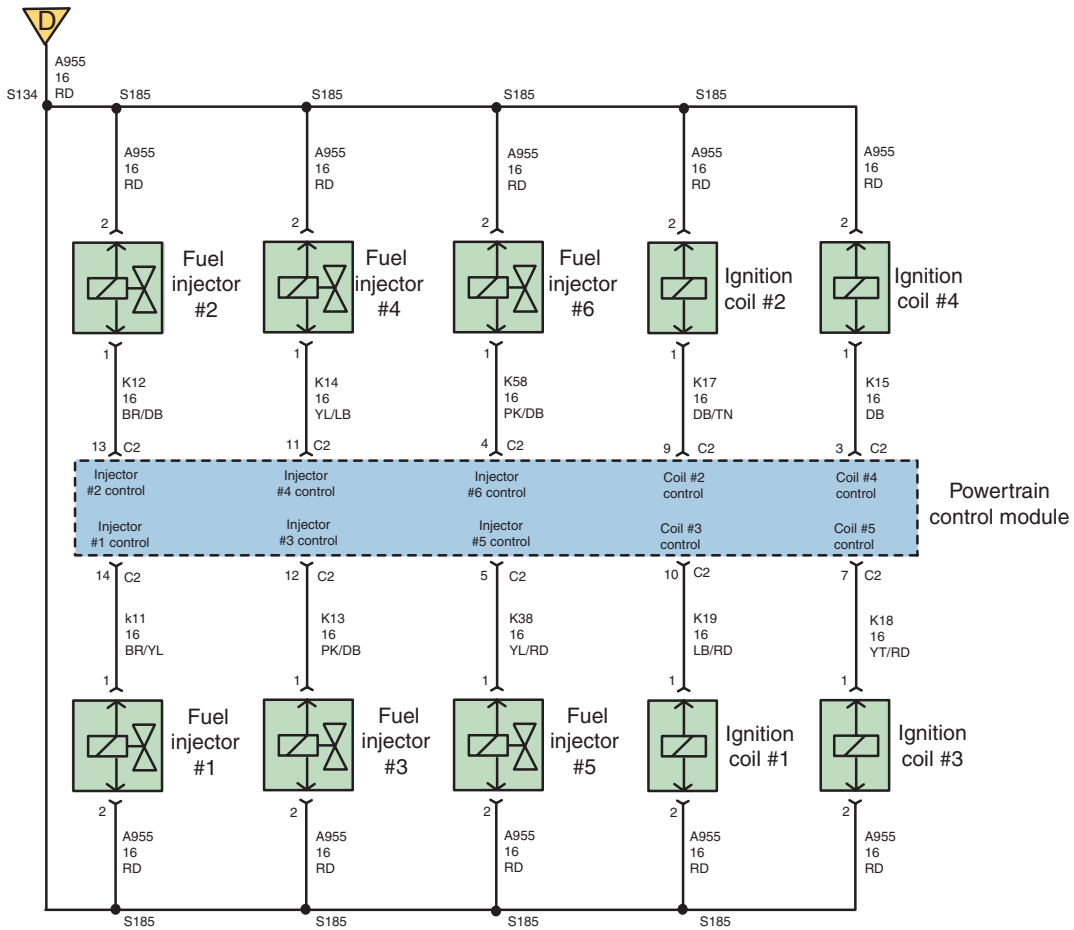 D
A955
16
RD
S134
S185
S185
S185
S185
A955
16
RD
A955
16
RD
A955
16
RD
A955
16
RD
A955
16
RD
2
2
2
2
2
Fuel
injector
#2
Fuel
injector
#4
Fuel
injector
#6
Ignition
coil #2
Ignition
coil #4
1
1
1
1
1
K12
16
BR/DB
K14
16
YL/LB
K58
16
PK/DB
K17
16
DB/TN
K15
16
DB
13 C2
11 C2
4 C2
9 C2
3 C2
Injector
#2 control
Injector
#4 control
Injector
#6 control
Coil #2
control
Coil #4
control
Powertrain
control module
Injector
#1 control
Injector
#3 control
Injector
#5 control
Coil #3
control
Coil #5
control
14 C2
12 C2
5 C2
10 C2
7 C2
k11
16
BR/YL
K13
16
PK/DB
K38
16
YL/RD
K19
16
LB/RD
K18
16
YT/RD
1
1
1
1
1
Fuel
injector
#1
Fuel
injector
#3
Fuel
injector
#5
Ignition
coil #1
Ignition
coil #3
2
2
2
2
2
A955
16
RD
A955
16
RD
A955
16
RD
A955
16
RD
A955
16
RD
S185
S185
S185
S185